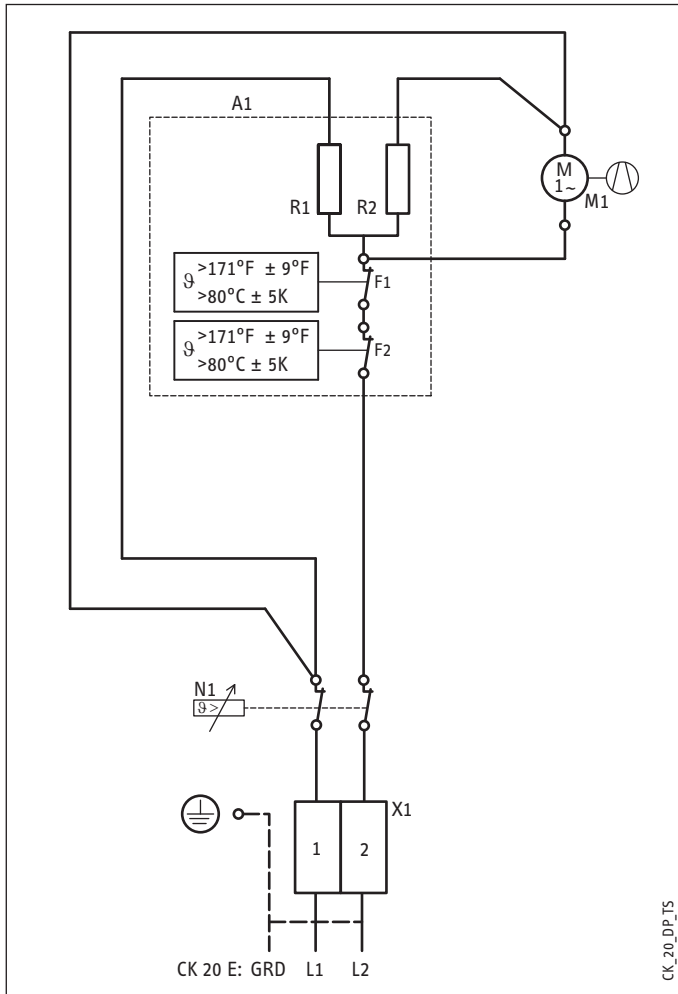 A1
R1
R2
M
1~
M1
ϑ >171°F ± 9°F
>80°C ± 5K
F1
ϑ >171°F ± 9°F
>80°C ± 5K
F2
N1
ϑ>
X1
1
2
CK 20 E: GRD L1 L2
CK_20_DP_TS